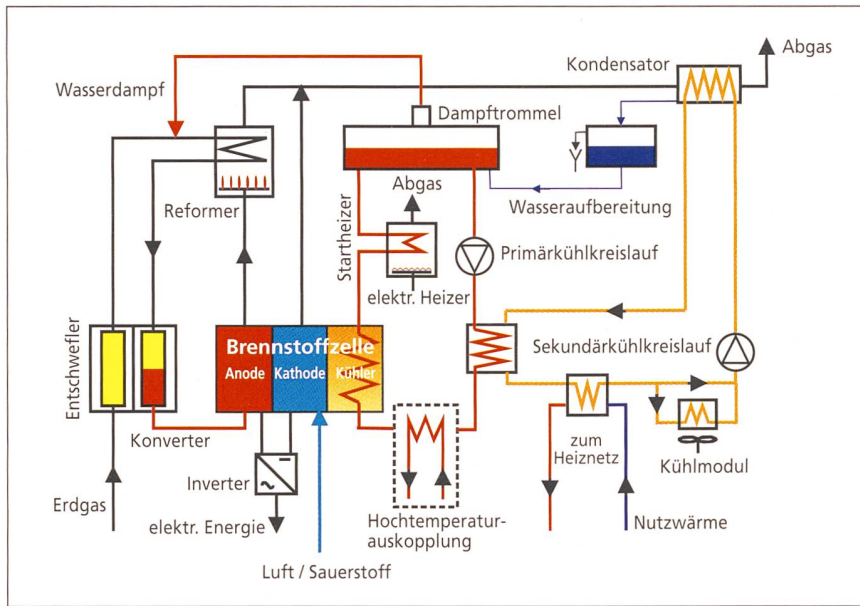 Abgas
Kondensator
Wasserdampf
Dampftrommel
Abgas
Reformer
Startheizer
Wasseraufbereitung
Primärkühlkreislauf
elektr. Heizer
Entschwefler
Brennstoffzelle
Anode
Kathode
Kühler
Sekundärkühlkreislauf
Konverter
zum
Heiznetz
Kühlmodul
Inverter
Erdgas
elektr. Energie
Hochtemperatur-
auskopplung
Nutzwärme
Luft / Sauerstoff